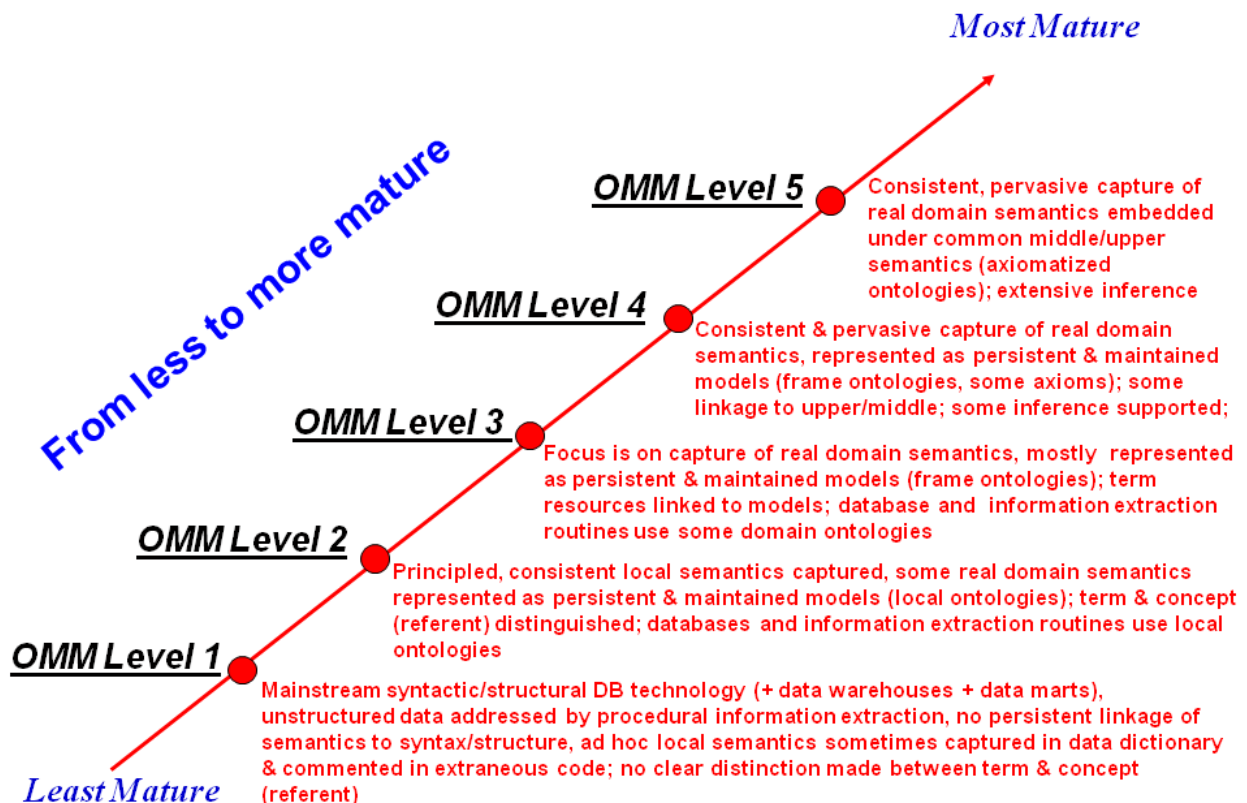 Most Mature
From less to more mature
OMM Level 5
Consistent, pervasive capture of
real domain semantics embedded
under common middle/upper
semantics (axiomatized
ontologies); extensive inference
OMM Level 4
Consistent & pervasive capture of real domain
semantics, represented as persistent & maintained
models (frame ontologies, some axioms); some
linkage to upper/middle; some inference supported;
OMM Level 3
Focus is on capture of real domain semantics, mostly represented
as persistent & maintained models (frame ontologies); term
resources linked to models; database and information extraction
routines use some domain ontologies
OMM Level 2
Principled, consistent local semantics captured, some real domain semantics
represented as persistent & maintained models (local ontologies); term & concept
(referent) distinguished; databases and information extraction routines use local
ontologies
OMM Level 1
Mainstream syntactic/structural DB technology (+ data warehouses + data marts),
unstructured data addressed by procedural information extraction, no persistent linkage of
semantics to syntax/structure, ad hoc local semantics sometimes captured in data dictionary
& commented in extraneous code; no clear distinction made between term & concept
(referent)
Least Mature